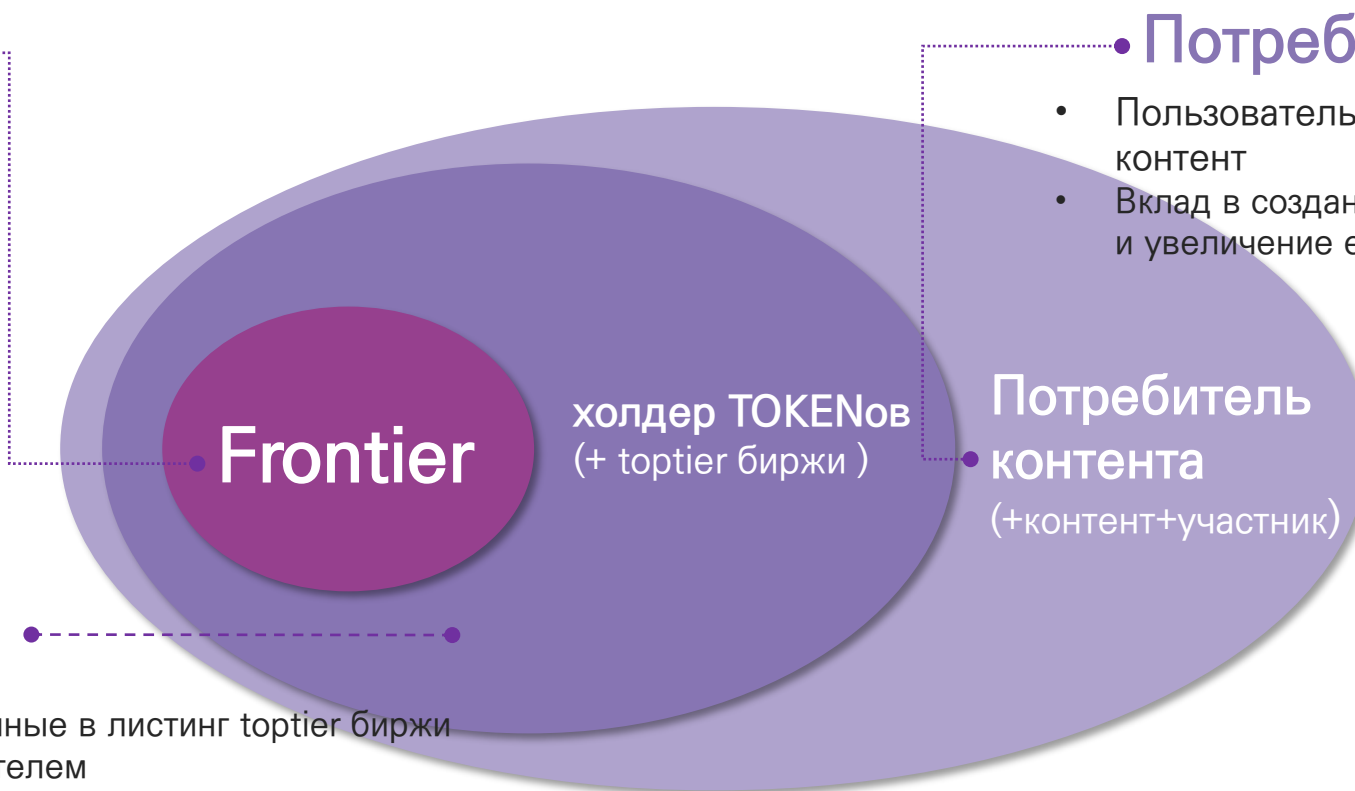 Потреб
• Пользователь
контент
• Вклад в создан
и увеличение е
Frontier
холдер TOKENов
(+ toptier биржи )
Потребитель
контента
(+контент+участник)
ные в листинг toptier биржи
телем